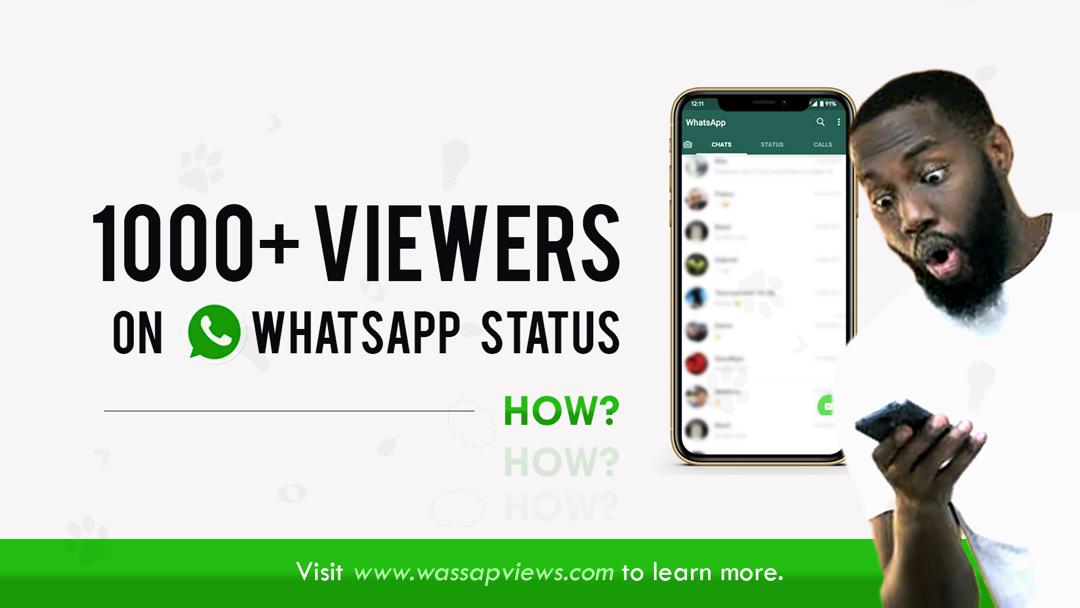 1000+ VIEWERS
ON WHATSAPP STATUS
HOW?
HOW?
HOW?
12:11
91%
WhatsApp
CHATS STATUS CALLS
Visit www.wassapviews.com to learn more.